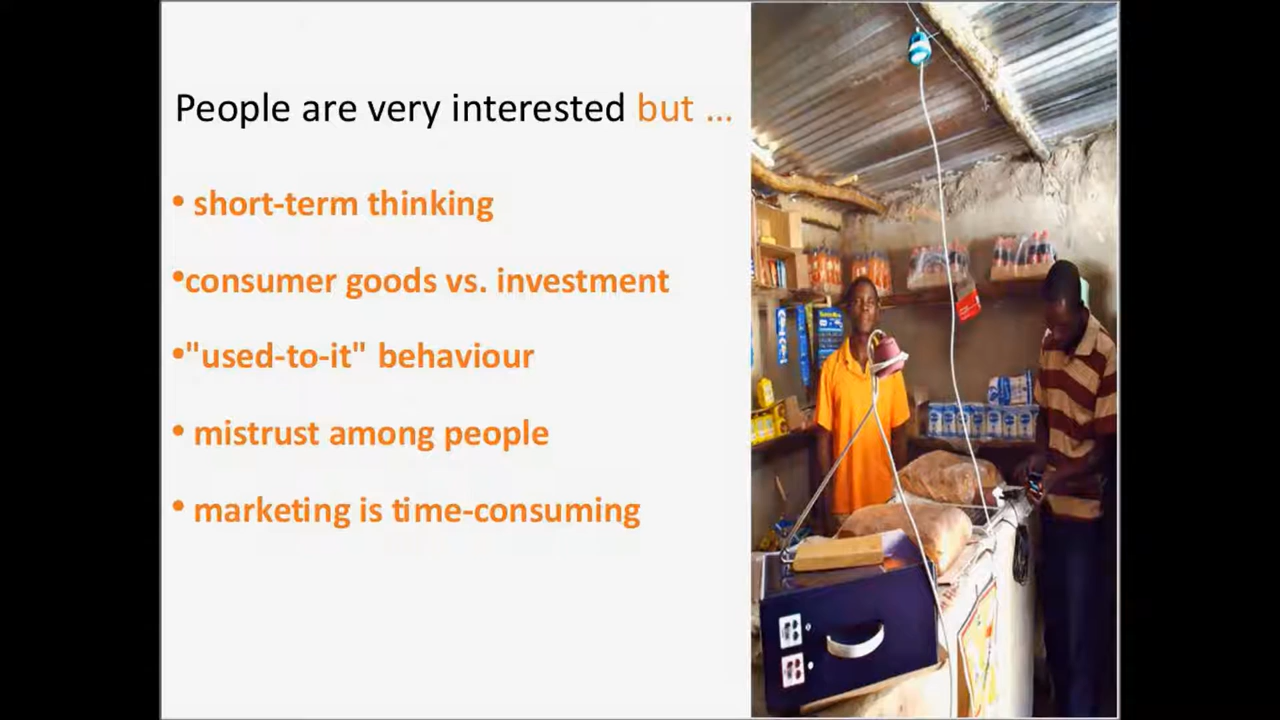 People are very interested but ...
• short-term thinking
•consumer goods vs. investment
•"used-to-it" behaviour
• mistrust among people
• marketing is time-consuming